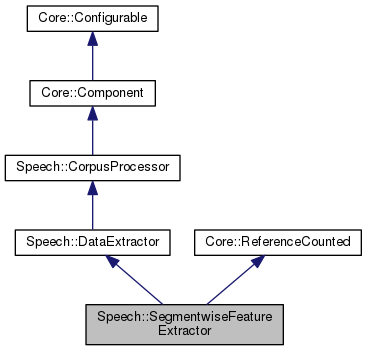 Core::Configurable
Core::Component
Speech::CorpusProcessor
Speech::DataExtractor
Core::ReferenceCounted
Speech::SegmentwiseFeature
Extractor